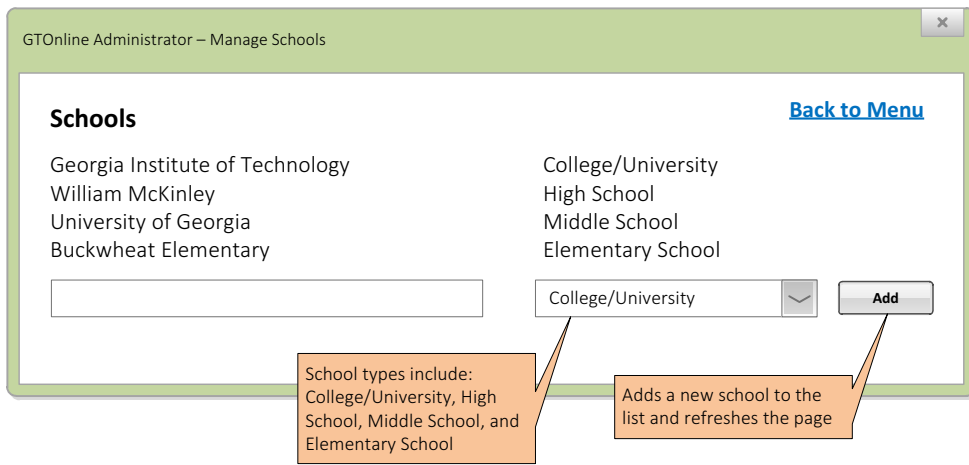 GTOnline Administrator – Manage Schools
×
Schools
Back to Menu
Georgia Institute of Technology College/University
William McKinley High School
University of Georgia Middle School
Buckwheat Elementary Elementary School
College/University
Add
School types include:
College/University, High
School, Middle School, and
Elementary School
Adds a new school to the
list and refreshes the page